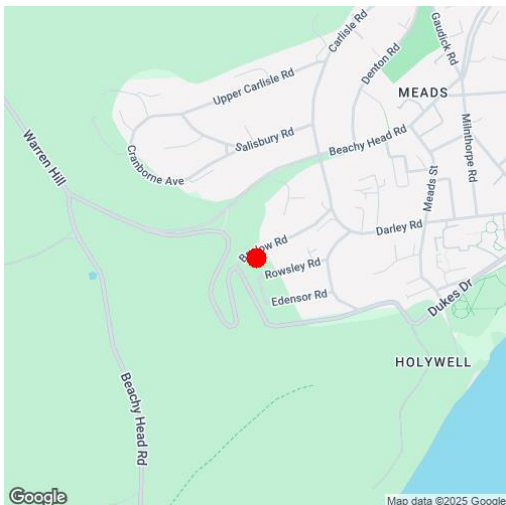 Gaudick Rd
Carlisle Rd
Denton Rd
Upper Carlisle Rd
MEADS
Milnthorpe Rd
Salisbury Rd
Beachy Head Rd
Warren Hill
Cranborne Ave
Meads St
Darley Rd
Rowsley Rd
Edensor Rd
Dukes Dr
HOLYWELL
Beachy Head Rd
Google
Map data ©2025 Google